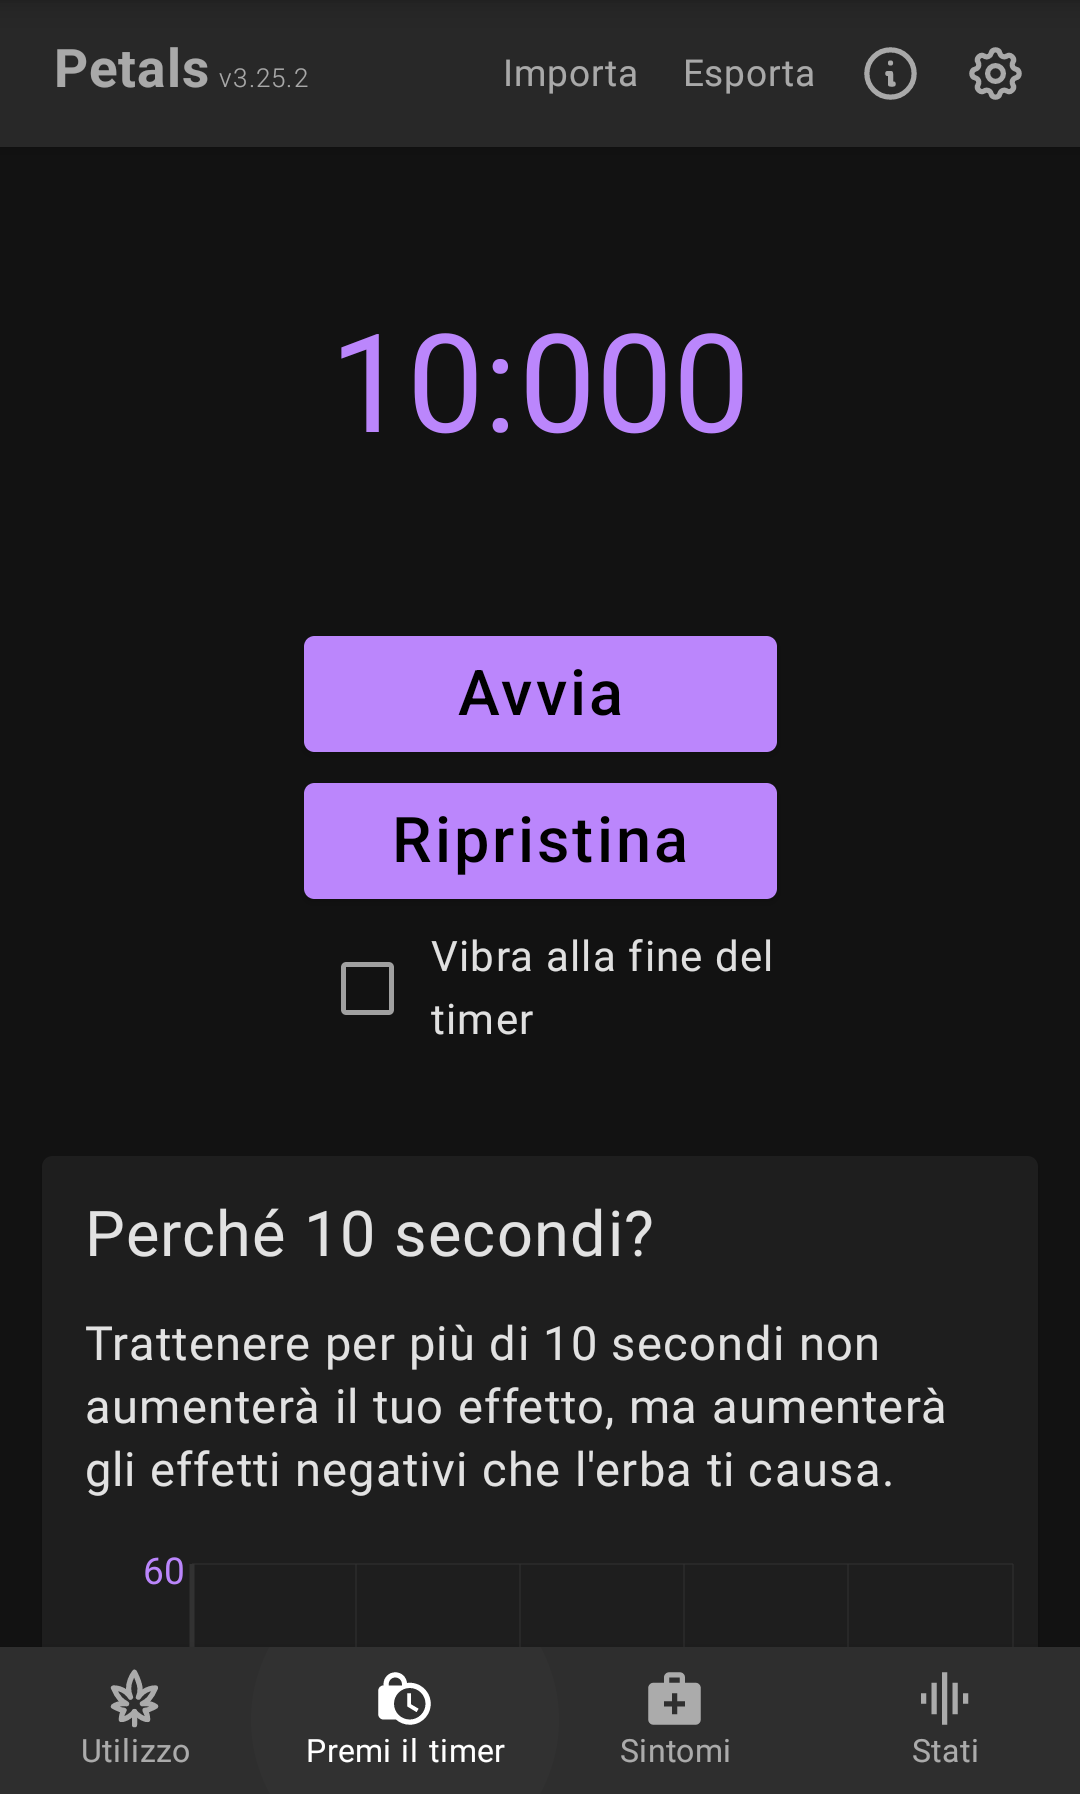 Petals v3.25.2 Importa Esporta
10:000
Avvia
Ripristina
Vibra alla fine del
timer
Perché 10 secondi?
Trattenere per più di 10 secondi non
aumenterà il tuo effetto, ma aumenterà
gli effetti negativi che l'erba ti causa.
60
Utilizzo Premi il timer Sintomi Stati